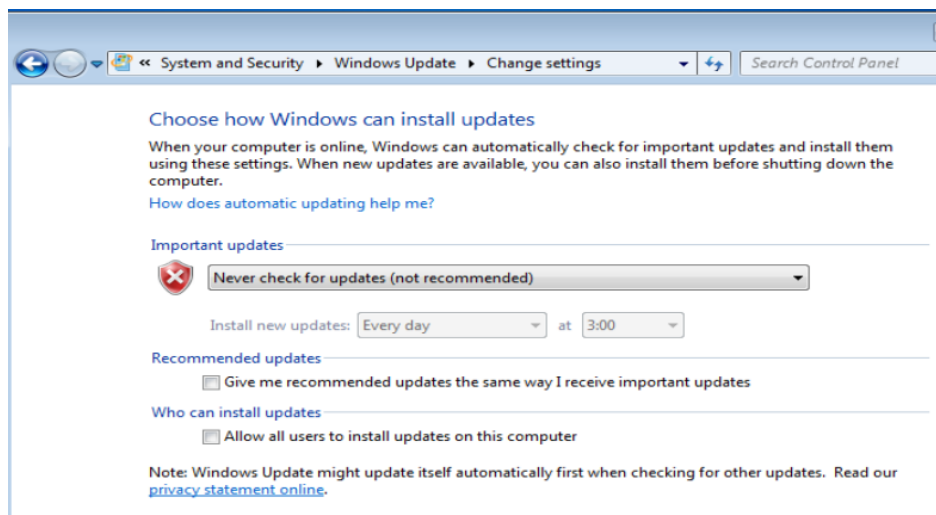 « System and Security ▸ Windows Update ▸ Change settings
Search Control Panel
Choose how Windows can install updates
When your computer is online, Windows can automatically check for important updates and install them
using these settings. When new updates are available, you can also install them before shutting down the
computer.
How does automatic updating help me?
Important updates
Never check for updates (not recommended)
Install new updates: Every day at 3:00
Recommended updates
Give me recommended updates the same way I receive important updates
Who can install updates
Allow all users to install updates on this computer
Note: Windows Update might update itself automatically first when checking for other updates. Read our
privacy statement online.